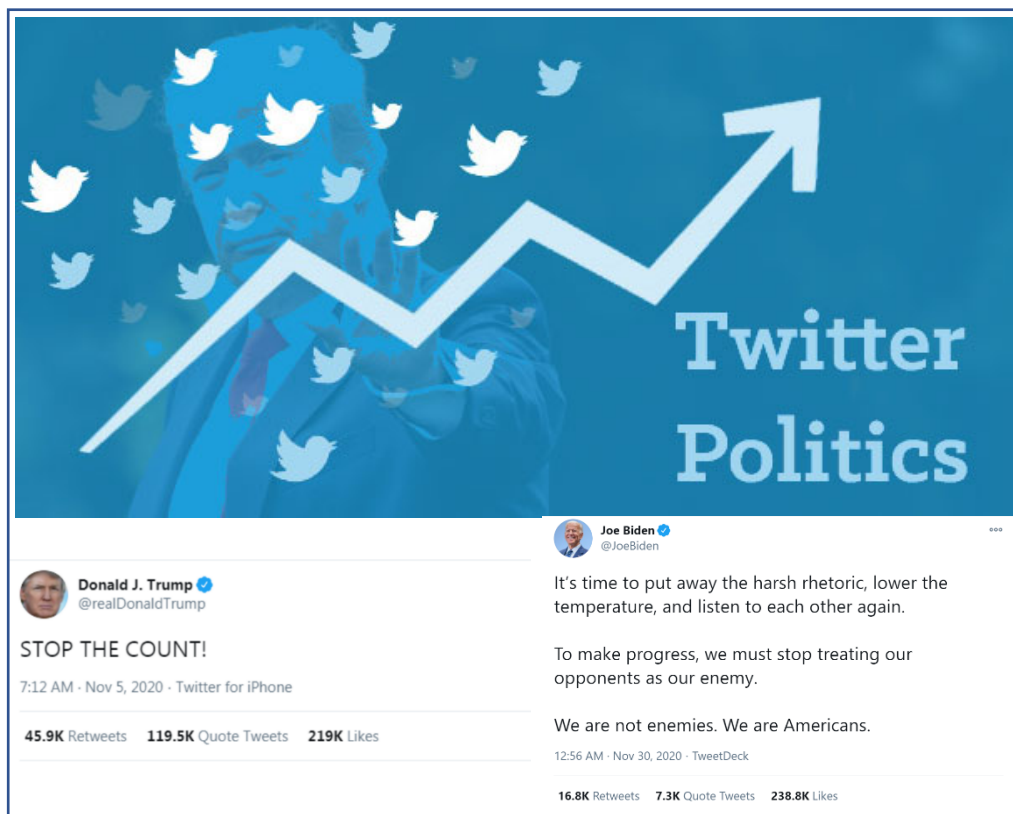 Twitter
Politics
Donald J. Trump
@realDonaldTrump
STOP THE COUNT!
7:12 AM · Nov 5, 2020 · Twitter for iPhone
45.9K Retweets 119.5K Quote Tweets 219K Likes
Joe Biden
@JoeBiden
It's time to put away the harsh rhetoric, lower the
temperature, and listen to each other again.
To make progress, we must stop treating our
opponents as our enemy.
We are not enemies. We are Americans.
12:56 AM · Nov 30, 2020 · TweetDeck
16.8K Retweets 7.3K Quote Tweets 238.8K Likes